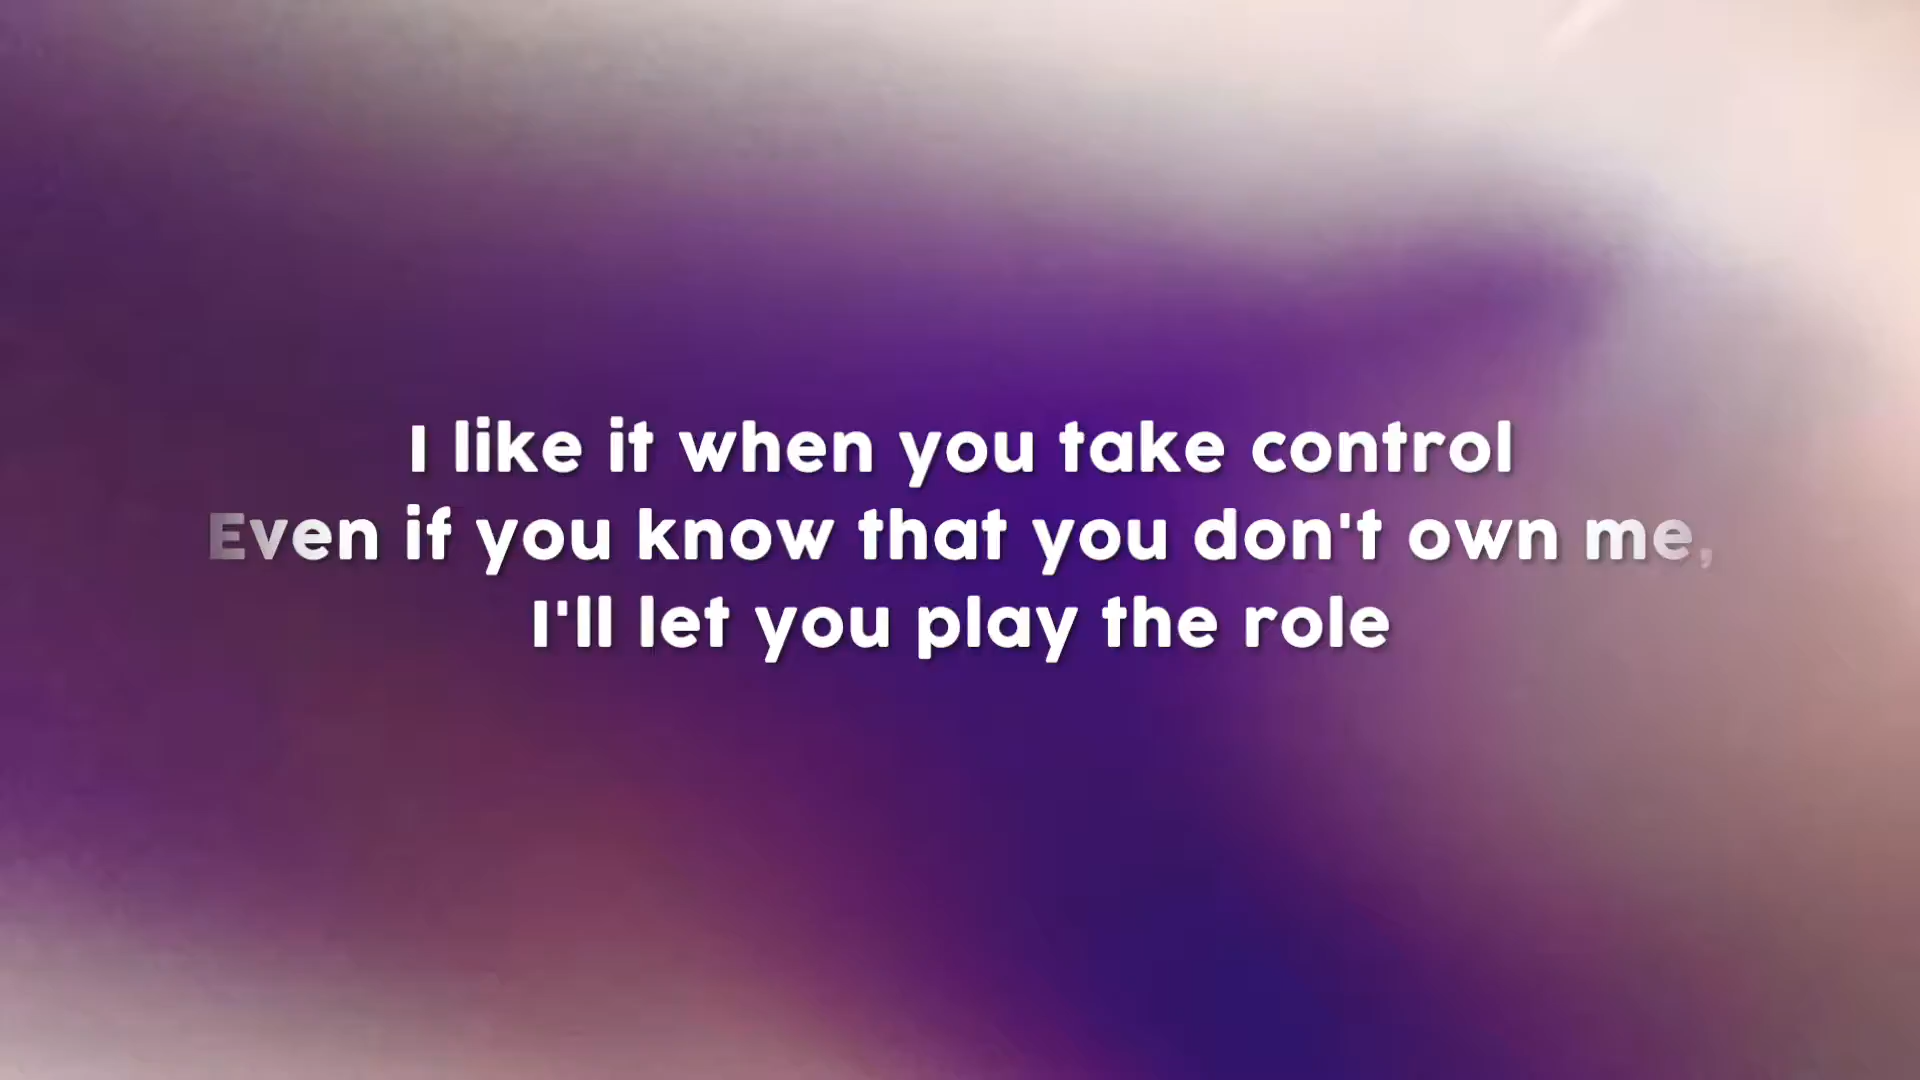 I like it when you take control
Even if you know that you don't own me,
I'll let you play the role